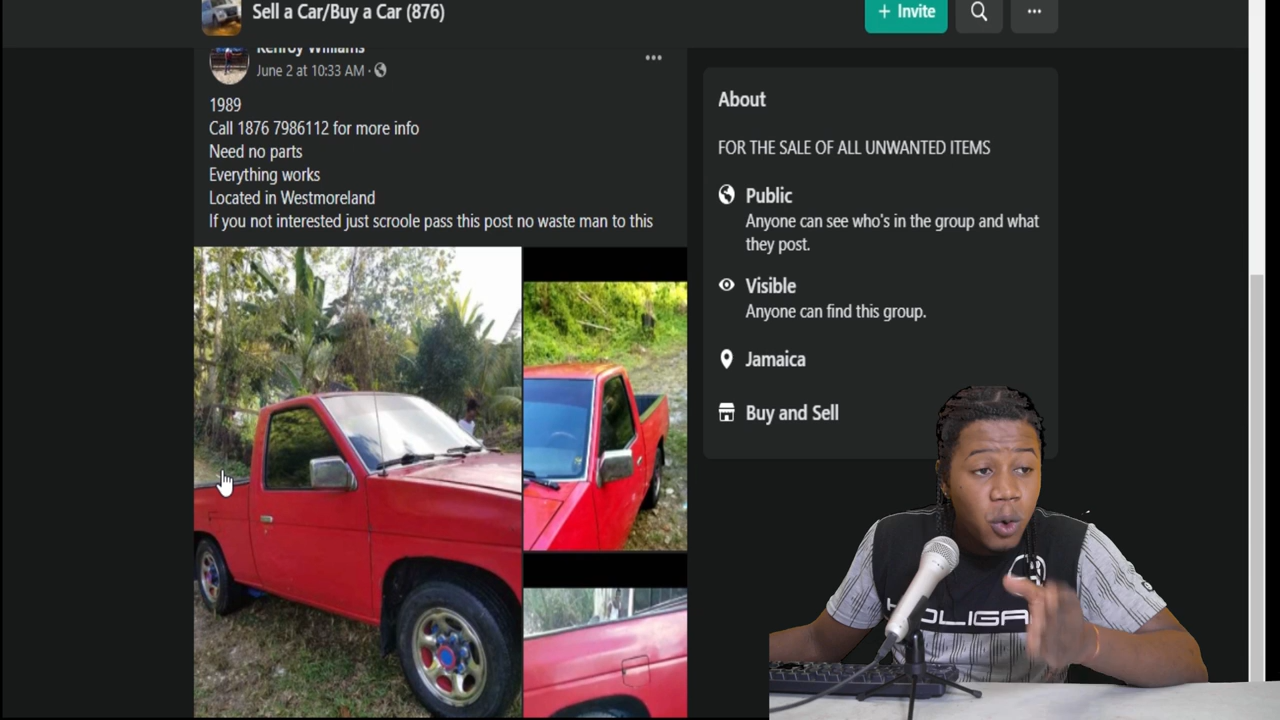 Sell a Car/Buy a Car (876)
+ Invite
Kenroy Williams
June 2 at 10:33 AM ·
1989
Call 1876 7986112 for more info
Need no parts
Everything works
Located in Westmoreland
If you not interested just scroole pass this post no waste man to this
About
FOR THE SALE OF ALL UNWANTED ITEMS
Public
Anyone can see who's in the group and what
they post.
Visible
Anyone can find this group.
Jamaica
Buy and Sell
OLIGA